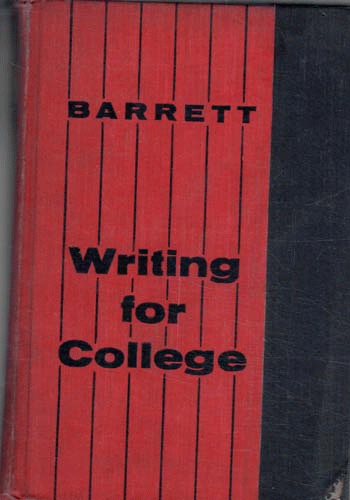 BARRETT
Writing
for
College